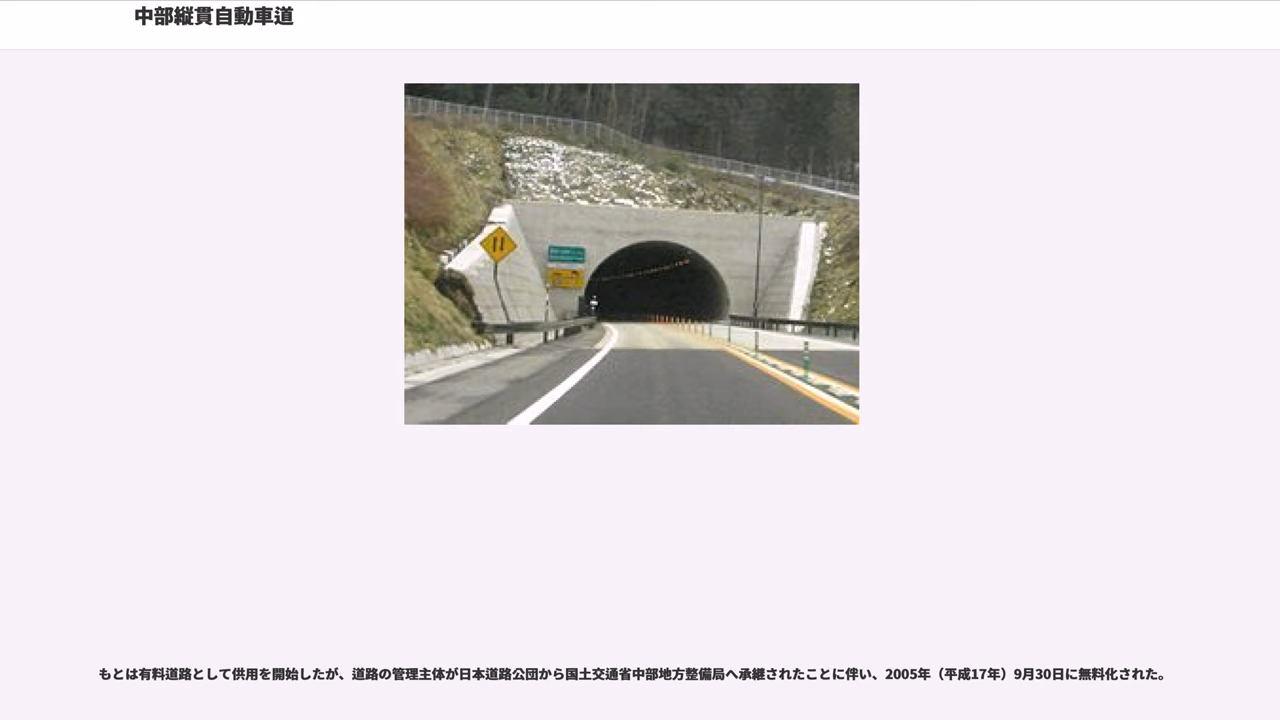 中部縦貫自動車道
もとは有料道路として供用を開始したが、道路の管理主体が日本道路公団から国土交通省中部地方整備局へ承継されたことに伴い、2005年（平成17年）9月30日に無料化された。